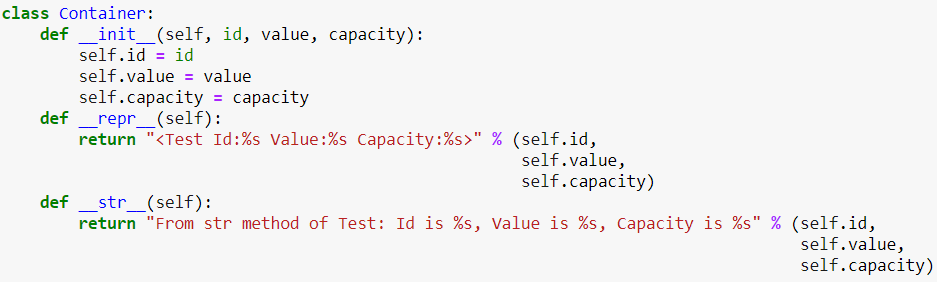 class Container:
    def __init__(self, id, value, capacity):
        self.id = id
        self.value = value
        self.capacity = capacity
    def __repr__(self):
        return "<Test Id:%s Value:%s Capacity:%s>" % (self.id,
                                                     self.value,
                                                     self.capacity)
    def __str__(self):
        return "From str method of Test: Id is %s, Value is %s, Capacity is %s" % (self.id,
                                                                                  self.value,
                                                                                  self.capacity)